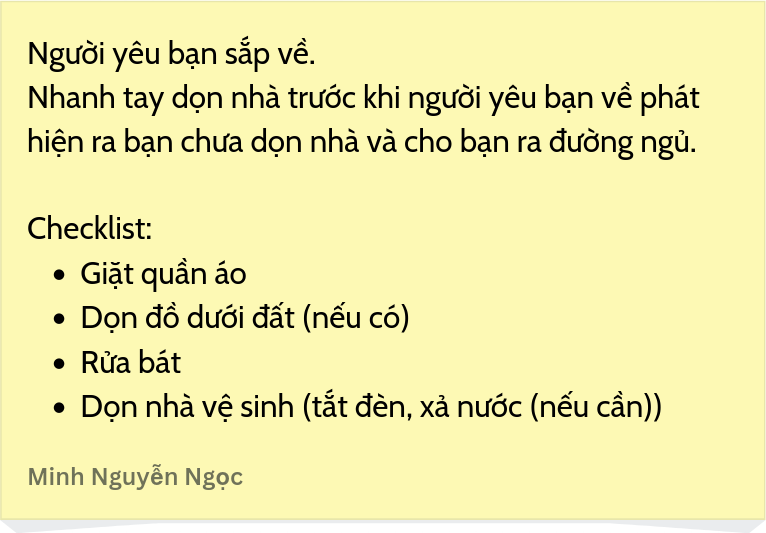 Người yêu bạn sắp về.
Nhanh tay dọn nhà trước khi người yêu bạn về phát
hiện ra bạn chưa dọn nhà và cho bạn ra đường ngủ.
Checklist:
• Giặt quần áo
• Dọn đồ dưới đất (nếu có)
• Rửa bát
• Dọn nhà vệ sinh (tắt đèn, xả nước (nếu cần))
Minh Nguyễn Ngọc